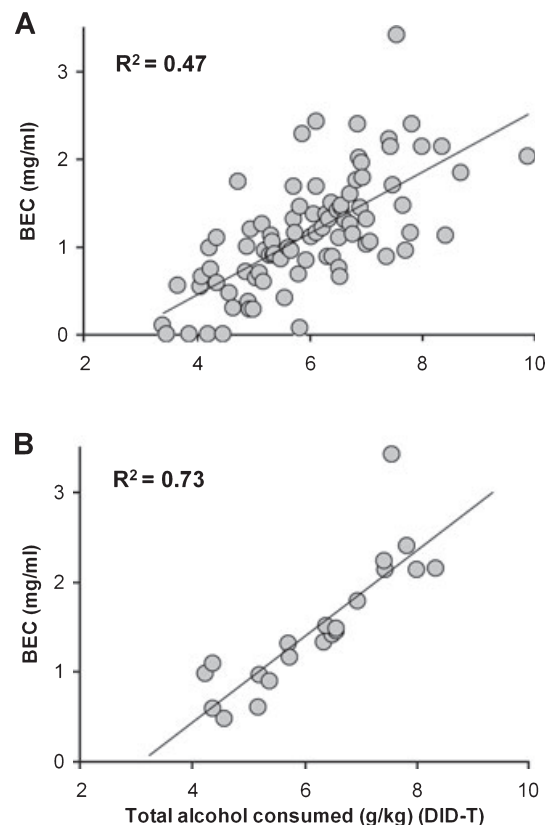 A
R² = 0.47
BEC (mg/ml)
3
2
1
0
2 4 6 8 10
B
R² = 0.73
BEC (mg/ml)
3
2
1
0
2 4 6 8 10
Total alcohol consumed (g/kg) (DID-T)